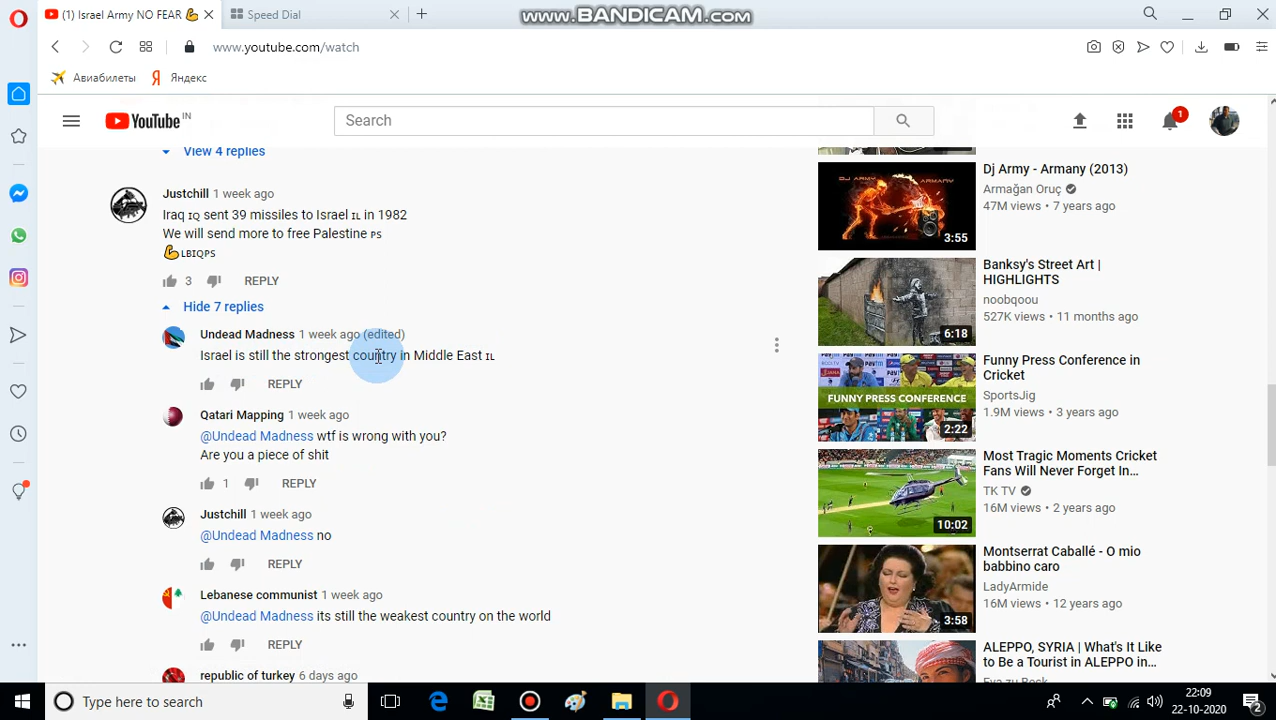 (1) Israel Army NO FEAR 💪
Speed Dial
www.BANDICAM.com
www.youtube.com/watch
Авиабилеты
Яндекс
YouTube IN
Search
1
View 4 replies
Justchill 1 week ago
Iraq IQ sent 39 missiles to Israel IL in 1982
We will send more to free Palestine PS
💪LBIQPS
3
REPLY
Hide 7 replies
Undead Madness 1 week ago (edited)
Israel is still the strongest country in Middle East IL
REPLY
Qatari Mapping 1 week ago
@Undead Madness wtf is wrong with you?
Are you a piece of shit
1
REPLY
Justchill 1 week ago
@Undead Madness no
REPLY
Lebanese communist 1 week ago
@Undead Madness its still the weakest country on the world
REPLY
republic of turkey 6 days ago
DJ ARMY
ARMANY
3:55
Dj Army - Armany (2013)
Armağan Oruç
47M views • 7 years ago
6:18
Banksy's Street Art |
HIGHLIGHTS
noobqoou
527K views • 11 months ago
FUNNY PRESS CONFERENCE
2:22
Funny Press Conference in
Cricket
SportsJig
1.9M views • 3 years ago
10:02
Most Tragic Moments Cricket
Fans Will Never Forget In...
TK TV
16M views • 2 years ago
3:58
Montserrat Caballé - O mio
babbino caro
LadyArmide
16M views • 12 years ago
ALEPPO, SYRIA | What's It Like
to Be a Tourist in ALEPPO in...
Eva zu Beck
Type here to search
22:09
22-10-2020
2